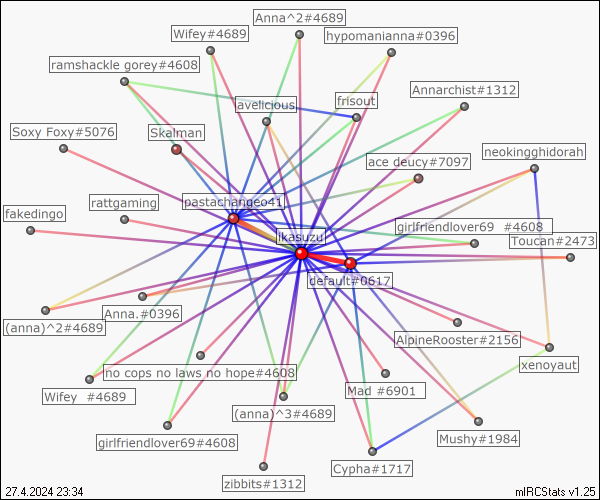 Anna^2#4689
Wifey#4689
hypomanianna#0396
ramshackle gorey#4608
avelicious
frisout
Annarchist#1312
Soxy Foxy#5076
Skalman
neokingghidorah
ace deucy#7097
rattgaming
pastachangeo41
fakedingo
girlfriendlover69 #4608
ikasuzu
Toucan#2473
default#0617
(anna)^2#4689
Anna.#0396
AlpineRooster#2156
xenoyaut
no cops no laws no hope#4608
Wifey #4689
Mad #6901
(anna)^3#4689
girlfriendlover69#4608
Mushy#1984
Cypha#1717
zibbits#1312
27.4.2024 23:34
mIRCStats v1.25